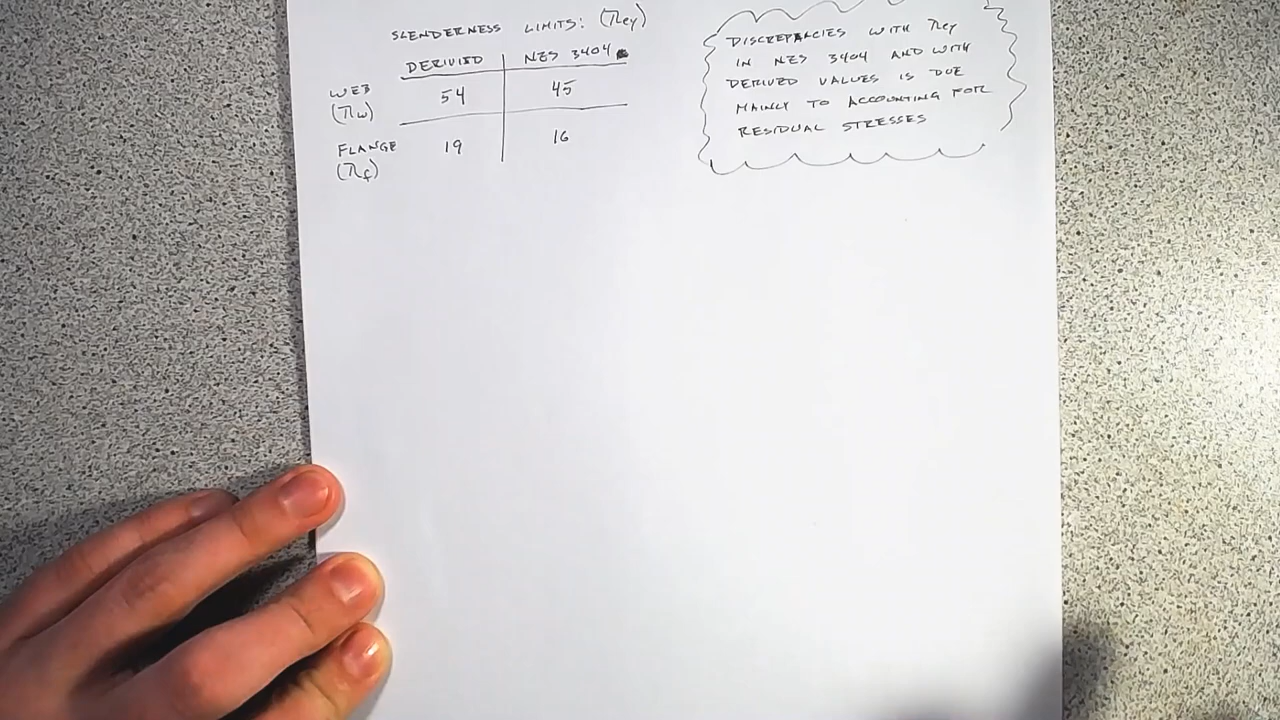 SLENDERNESS LIMITS: (λey)
DERIVED NZS 3404
WEB 54 45
(λw)
FLANGE 19 16
(λf)
DISCREPANCIES WITH λey
IN NZS 3404 AND WITH
DERIVED VALUES IS DUE
MAINLY TO ACCOUNTING FOR
RESIDUAL STRESSES